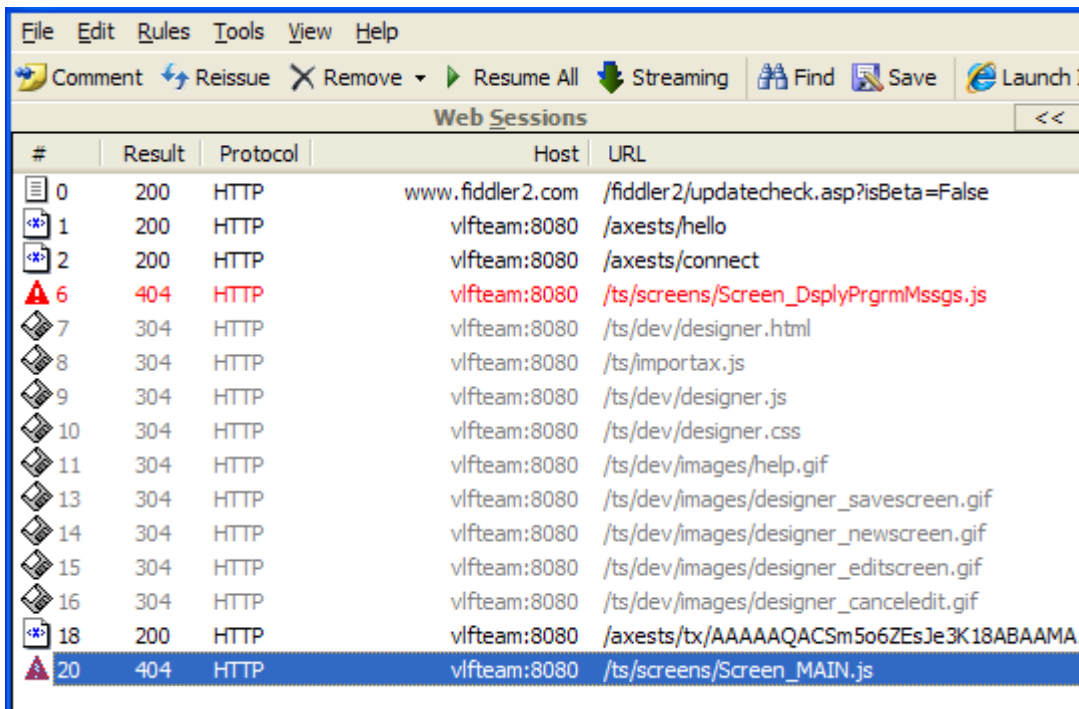 File Edit Rules Tools View Help
Comment Reissue Remove Resume All Streaming Find Save Launch
Web Sessions <<
# Result Protocol Host URL
0 200 HTTP www.fiddler2.com /fiddler2/updatecheck.asp?isBeta=False
1 200 HTTP vlfteam:8080 /axests/hello
2 200 HTTP vlfteam:8080 /axests/connect
6 404 HTTP vlfteam:8080 /ts/screens/Screen_DsplyPrgrmMssgs.js
7 304 HTTP vlfteam:8080 /ts/dev/designer.html
8 304 HTTP vlfteam:8080 /ts/importax.js
9 304 HTTP vlfteam:8080 /ts/dev/designer.js
10 304 HTTP vlfteam:8080 /ts/dev/designer.css
11 304 HTTP vlfteam:8080 /ts/dev/images/help.gif
13 304 HTTP vlfteam:8080 /ts/dev/images/designer_savescreen.gif
14 304 HTTP vlfteam:8080 /ts/dev/images/designer_newscreen.gif
15 304 HTTP vlfteam:8080 /ts/dev/images/designer_editscreen.gif
16 304 HTTP vlfteam:8080 /ts/dev/images/designer_canceledit.gif
18 200 HTTP vlfteam:8080 /axests/tx/AAAAAQACSm5o6ZEsJe3K18ABAAMA
20 404 HTTP vlfteam:8080 /ts/screens/Screen_MAIN.js